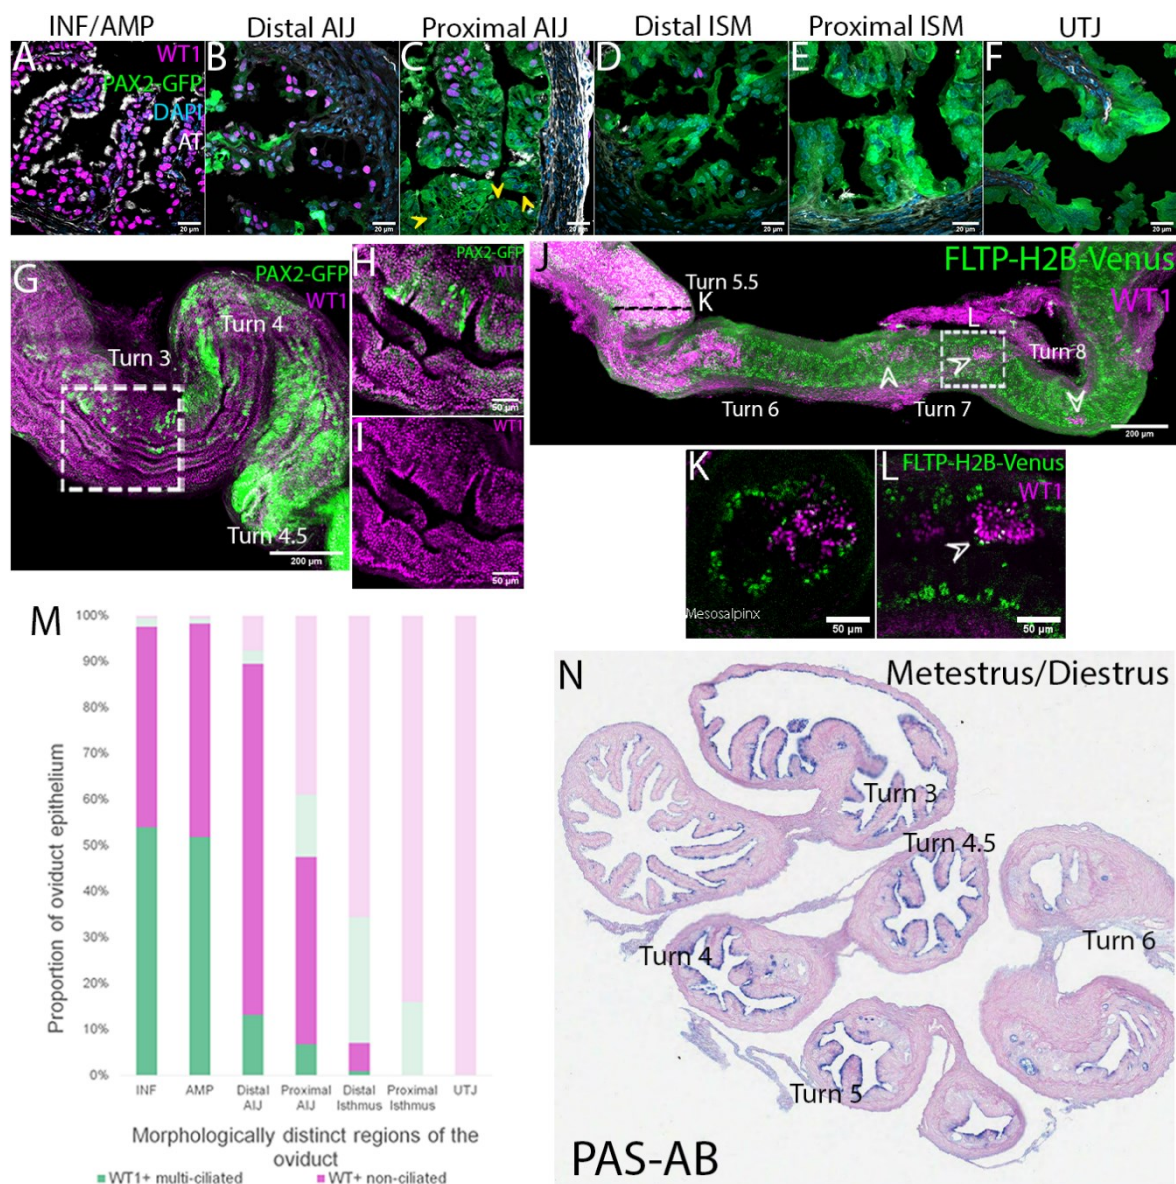 INF/AMP Distal AIJ Proximal AIJ Distal ISM Proximal ISM UTJ
A B C D E F
WT1
PAX2-GFP
DAPI
AT
20 µm 20 µm 20 µm 20 µm 20 µm 20 µm
G
PAX2-GFP
WT1
Turn 4
Turn 3
Turn 4.5
200 µm
H
PAX2-GFP
WT1
50 µm
I
WT1
50 µm
J
FLTP-H2B-Venus
WT1
Turn 5.5
K
L
Turn 8
Turn 6
Turn 7
200 µm
K
Mesosalpinx
50 µm
L
FLTP-H2B-Venus
WT1
50 µm
M
100%
90%
80%
70%
60%
50%
40%
30%
20%
10%
0%
Proportion of oviduct epithelium
INF AMP Distal AIJ Proximal AIJ Distal Isthmus Proximal Isthmus UTJ
Morphologically distinct regions of the
oviduct
WT1+ multi-ciliated WT+ non-ciliated
N
Metestrus/Diestrus
Turn 3
Turn 4.5
Turn 4
Turn 6
Turn 5
PAS-AB